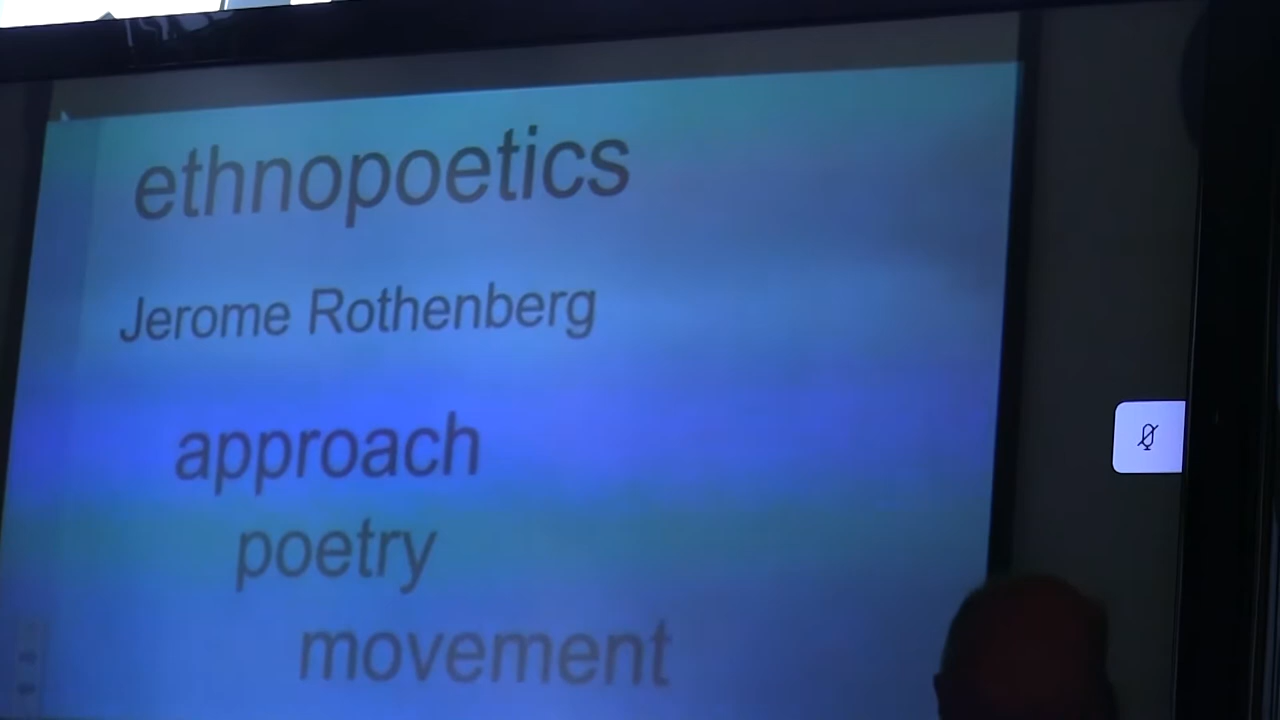 ethnopoetics
Jerome Rothenberg
approach
poetry
movement